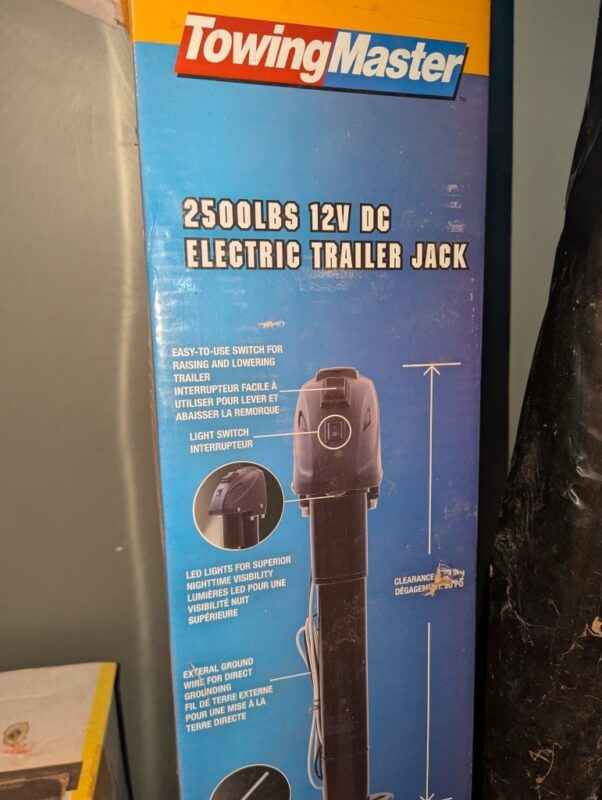 TowingMaster
2500LBS 12V DC
ELECTRIC TRAILER JACK
EASY-TO-USE SWITCH FOR
RAISING AND LOWERING
TRAILER
INTERRUPTEUR FACILE À
UTILISER POUR LEVER ET
ABAISSER LA REMORQUE
LIGHT SWITCH
INTERRUPTEUR
LED LIGHTS FOR SUPERIOR
NIGHTTIME VISIBILITY
LUMIÈRES LED POUR UNE
VISIBILITÉ NUIT
SUPÉRIEURE
CLEARANCE
DÉGAGEMENT
EXTERAL GROUND
WIRE FOR DIRECT
GROUNDING
FIL DE TERRE EXTERNE
POUR UNE MISE À LA
TERRE DIRECTE